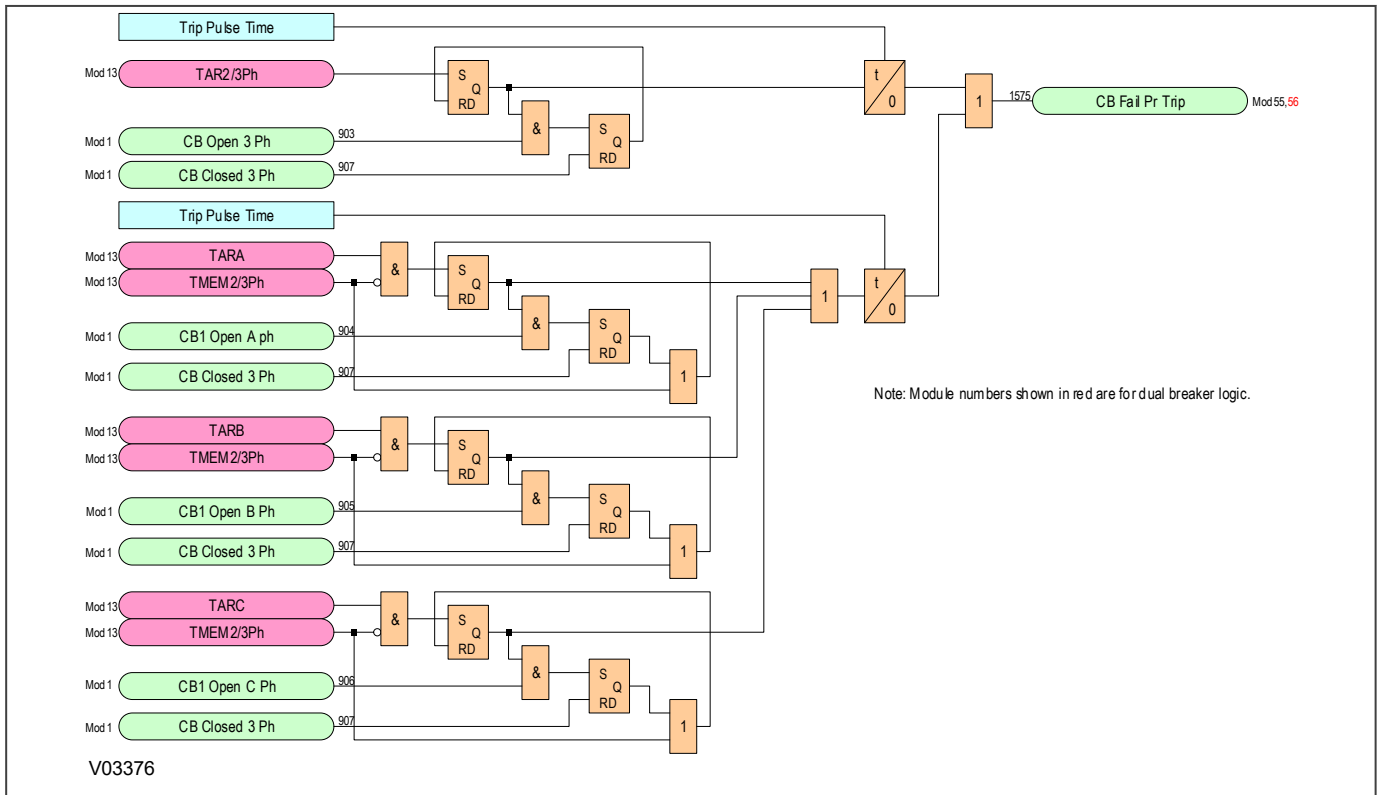 Trip Pulse Time
Mod 13 TAR2/3Ph
S
Q
RD
t
0
1
1575 CB Fail Pr Trip Mod 55,56
Mod 1 CB Open 3 Ph 903
&
S
Q
RD
Mod 1 CB Closed 3 Ph 907
Trip Pulse Time
Mod 13 TARA
Mod 13 TMEM2/3Ph
&
S
Q
RD
1
t
0
Mod 1 CB1 Open A ph 904
&
S
Q
RD
1
Mod 1 CB Closed 3 Ph 907
Note: Module numbers shown in red are for dual breaker logic.
Mod 13 TARB
Mod 13 TMEM2/3Ph
&
S
Q
RD
Mod 1 CB1 Open B Ph 905
&
S
Q
RD
1
Mod 1 CB Closed 3 Ph 907
Mod 13 TARC
Mod 13 TMEM2/3Ph
&
S
Q
RD
Mod 1 CB1 Open C Ph 906
&
S
Q
RD
1
Mod 1 CB Closed 3 Ph 907
V03376